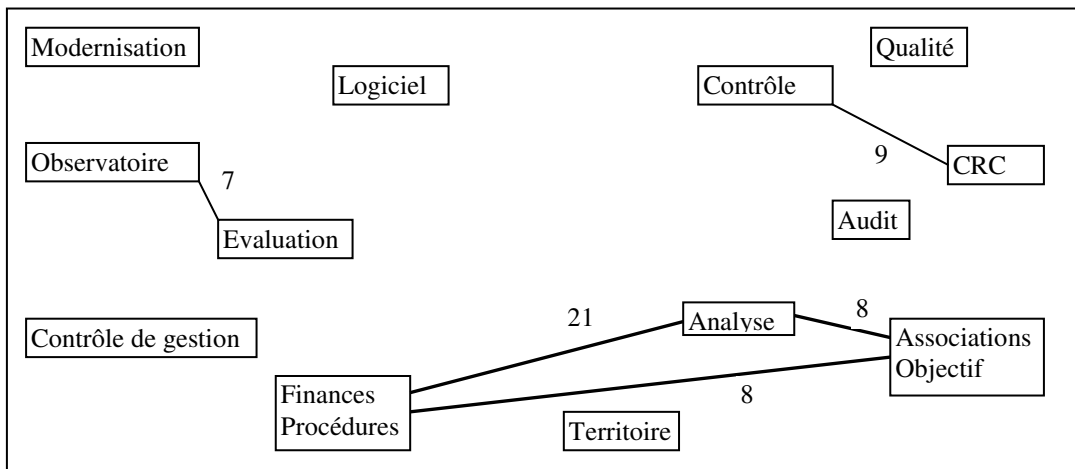 Modernisation
Qualité
Logiciel
Contrôle
9
CRC
Observatoire
7
Evaluation
Audit
21
Analyse
8
Contrôle de gestion
Associations
Objectif
Finances
Procédures
8
Territoire